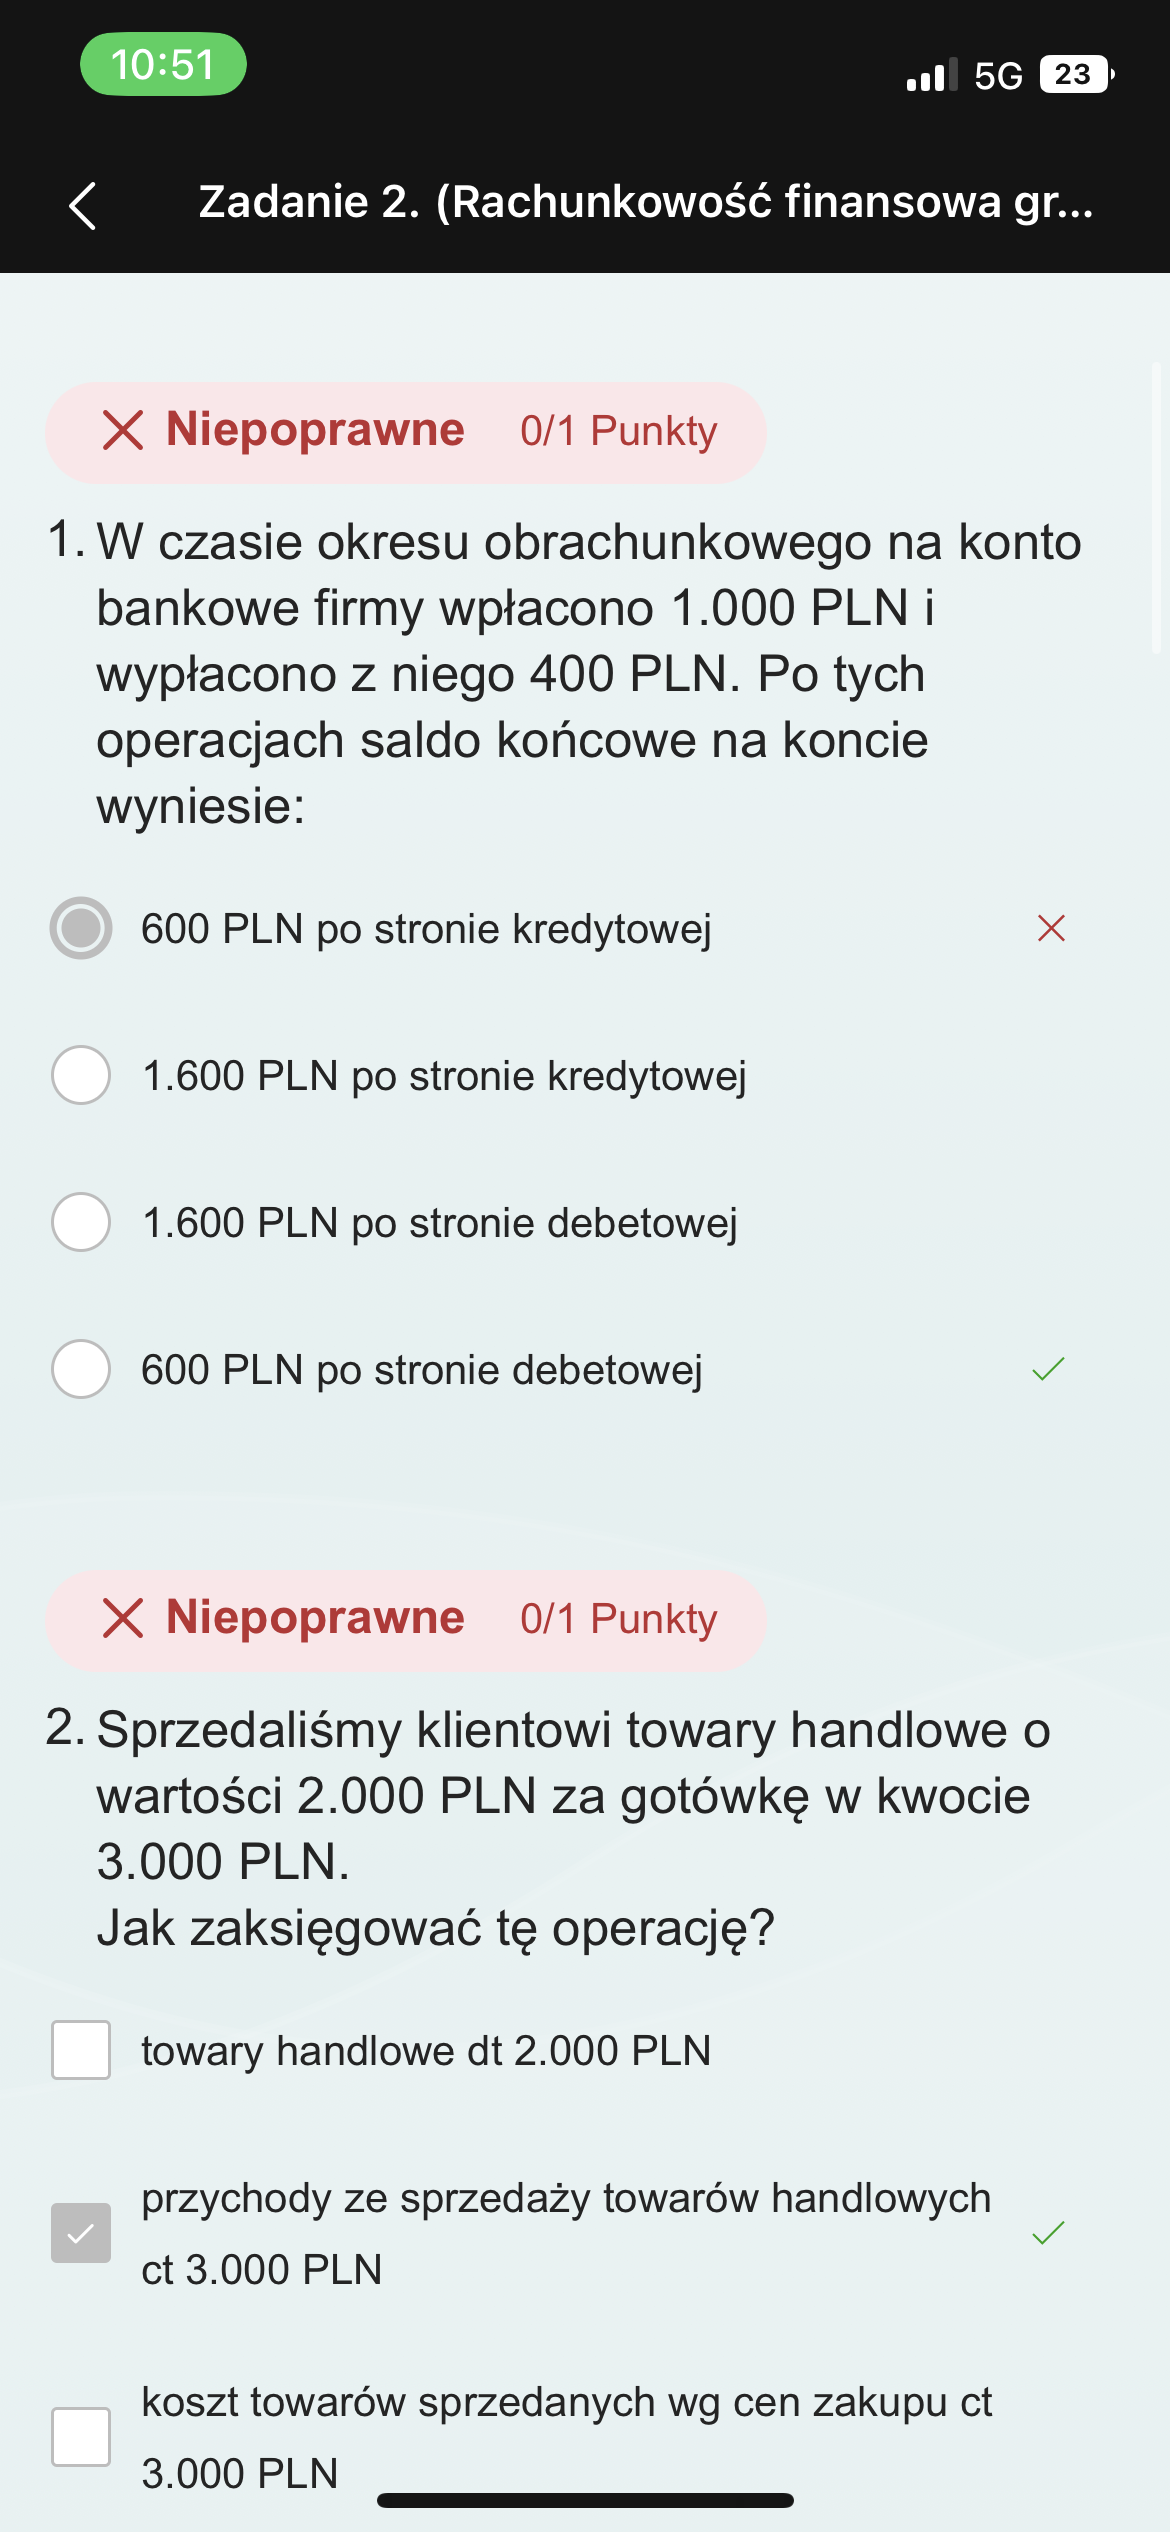 10:51
5G 23
Zadanie 2. (Rachunkowość finansowa gr...
Niepoprawne 0/1 Punkty
1. W czasie okresu obrachunkowego na konto
bankowe firmy wpłacono 1.000 PLN i
wypłacono z niego 400 PLN. Po tych
operacjach saldo końcowe na koncie
wyniesie:
600 PLN po stronie kredytowej
1.600 PLN po stronie kredytowej
1.600 PLN po stronie debetowej
600 PLN po stronie debetowej
Niepoprawne 0/1 Punkty
2. Sprzedaliśmy klientowi towary handlowe o
wartości 2.000 PLN za gotówkę w kwocie
3.000 PLN.
Jak zaksięgować tę operację?
towary handlowe dt 2.000 PLN
przychody ze sprzedaży towarów handlowych
ct 3.000 PLN
koszt towarów sprzedanych wg cen zakupu ct
3.000 PLN